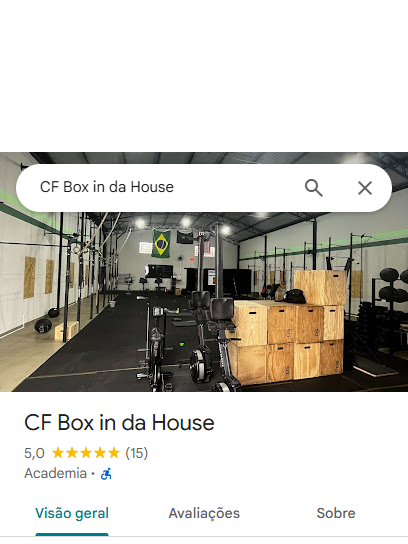 CF Box in da House
CF Box in da House
5,0 (15)
Academia ·
Visão geral
Avaliações
Sobre